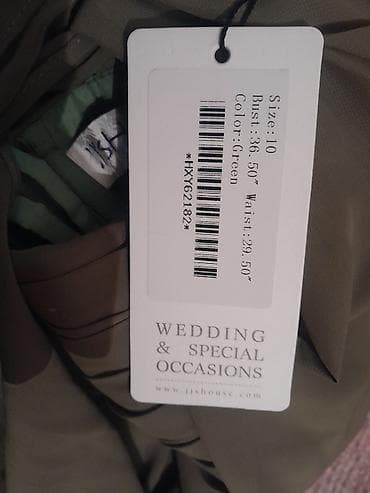 Size:10
Bust:36.50" Waist:29.50"
Color:Green
*HXY62182*
WEDDING
& SPECIAL
OCCASIONS
www.jjshouse.com